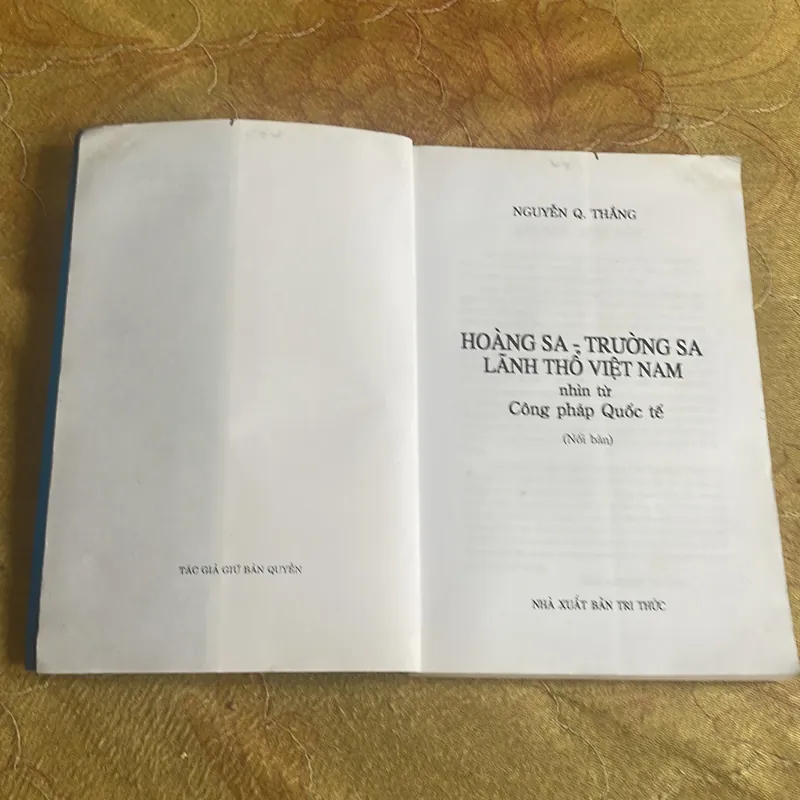 TÁC GIẢ GIỮ BẢN QUYỀN
NGUYỄN Q. THẮNG
HOÀNG SA - TRƯỜNG SA
LÃNH THỔ VIỆT NAM
nhìn từ
Công pháp Quốc tế
(Nối bản)
NHÀ XUẤT BẢN TRI THỨC